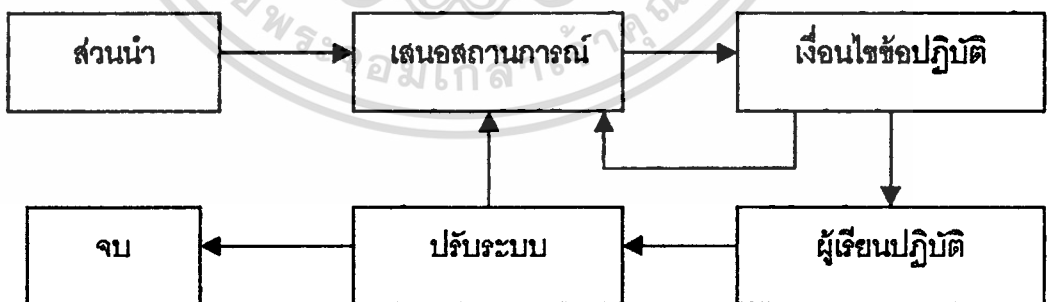 ส่วนนำ
เสนอสถานการณ์
เงื่อนไขข้อปฏิบัติ
จบ
ปรับระบบ
ผู้เรียนปฏิบัติ